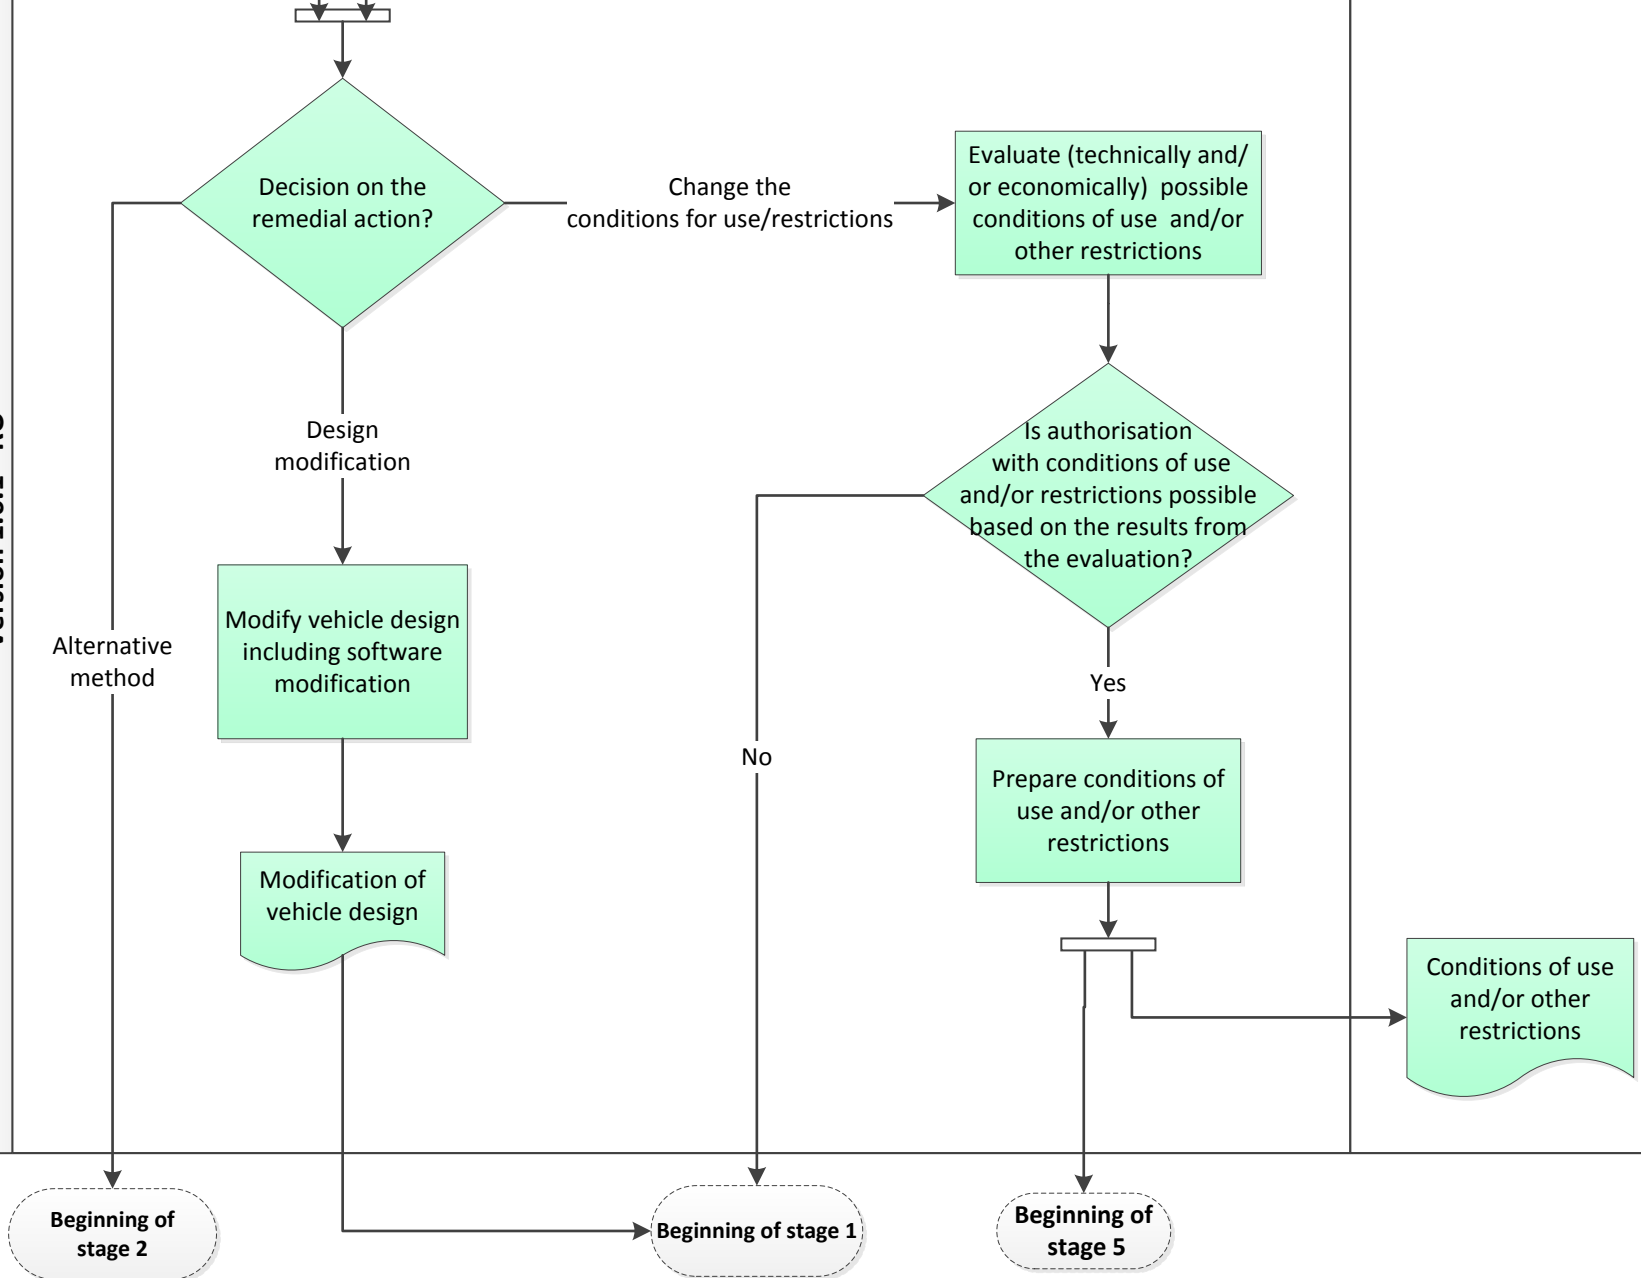 Decision on the
remedial action?
Change the
conditions for use/restrictions
Evaluate (technically and/
or economically)  possible
conditions of use  and/or
other restrictions
Design
modification
Is authorisation
with conditions of use
and/or restrictions possible
based on the results from
the evaluation?
Alternative
method
Modify vehicle design
including software
modification
Yes
No
Prepare conditions of
use and/or other
restrictions
Modification of
vehicle design
Conditions of use
and/or other
restrictions
Beginning of
stage 2
Beginning of stage 1
Beginning of
stage 5